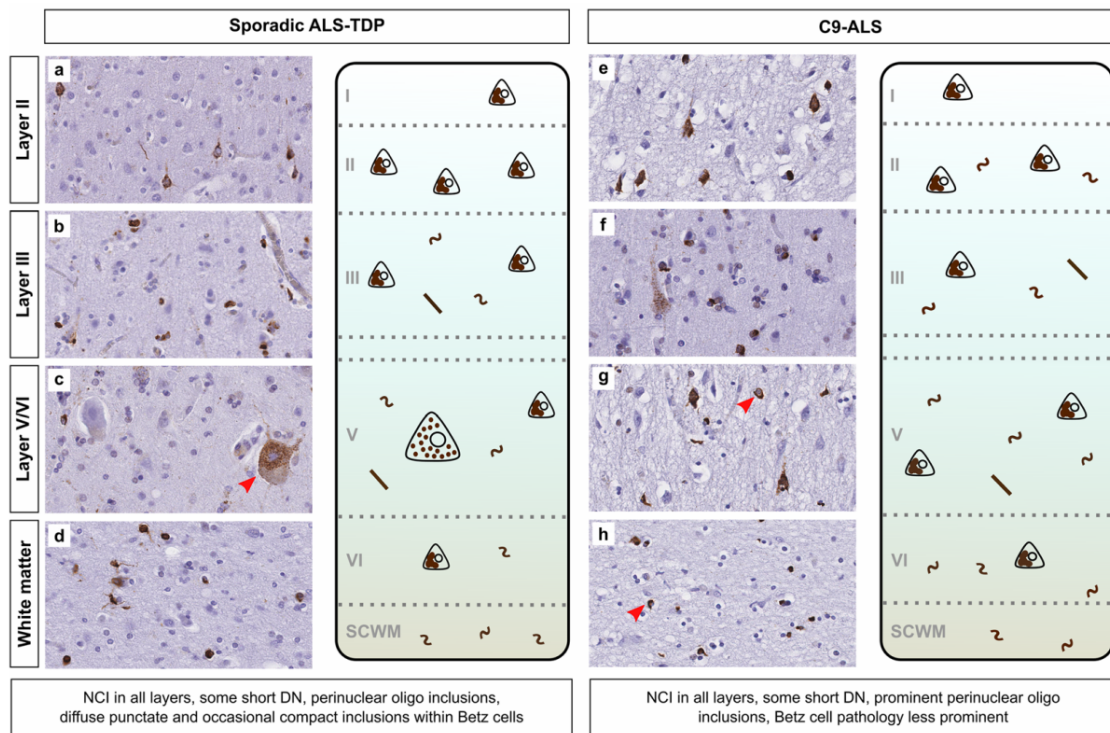 Sporadic ALS-TDP
C9-ALS
Layer II
a
I
II
e
I
II
Layer III
b
III
f
III
Layer V/VI
c
V
g
V
White matter
d
VI
SCWM
h
VI
SCWM
NCI in all layers, some short DN, perinuclear oligo inclusions,
diffuse punctate and occasional compact inclusions within Betz cells
NCI in all layers, some short DN, prominent perinuclear oligo
inclusions, Betz cell pathology less prominent